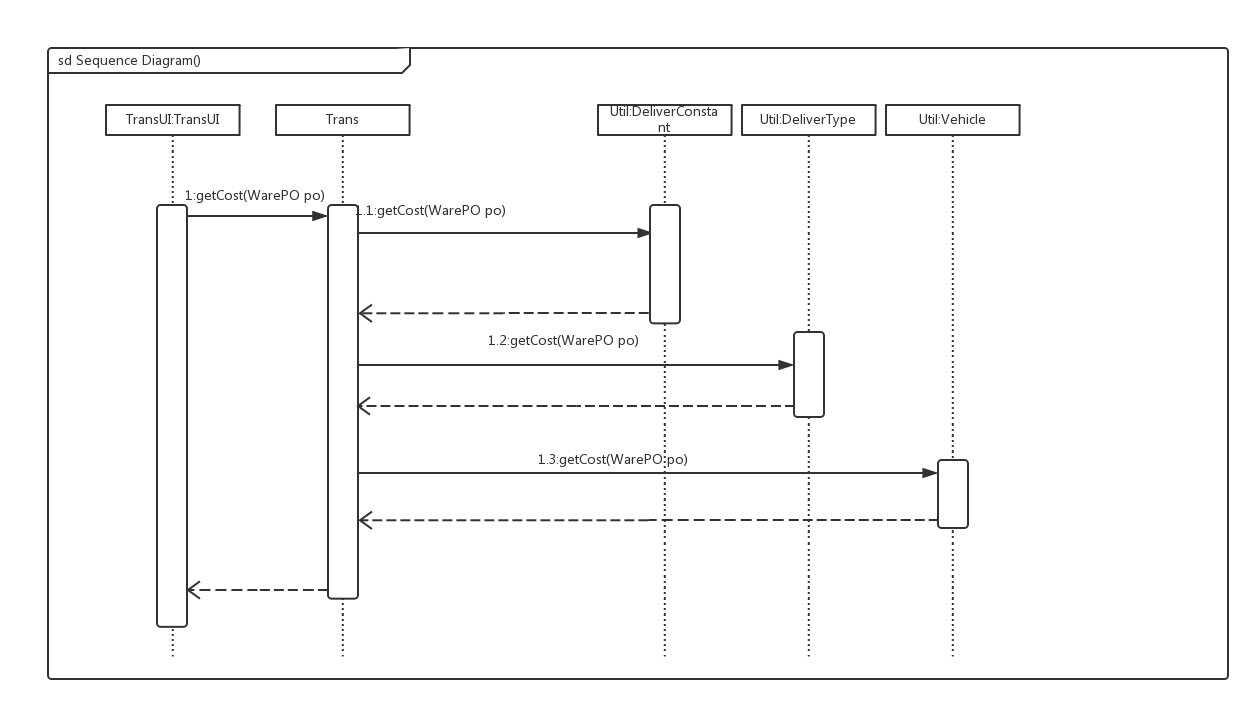 sd Sequence Diagram()
TransUI:TransUI
Trans
Util:DeliverConsta
nt
Util:DeliverType
Util:Vehicle
1:getCost(WarePO po)
1.1:getCost(WarePO po)
1.2:getCost(WarePO po)
1.3:getCost(WarePO po)